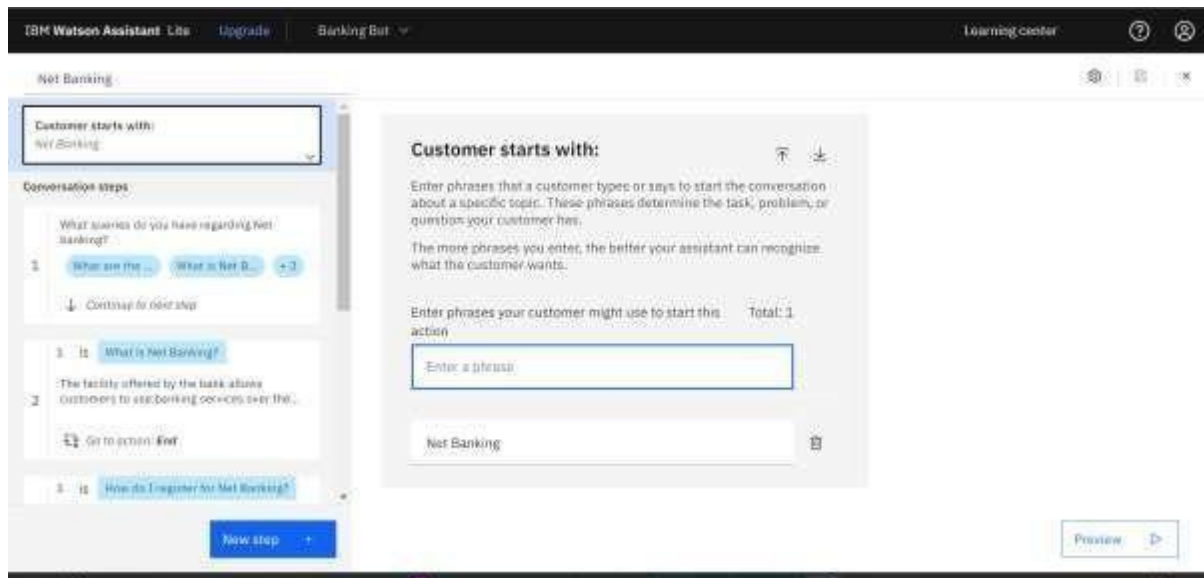 IBM Watson Assistant Lite Upgrade Banking Bot Learning center
Net Banking
Customer starts with:
Net Banking
Conversation steps
What queries do you have regarding Net
banking?
1 What are the ... What is Net B... + 3
Continue to next step
1 is What is Net Banking?
The facility offered by the bank allows
2 customers to use banking services over the...
Go to action: End
1 is How do I register for Net Banking?
New step +
Customer starts with:
Enter phrases that a customer types or says to start the conversation
about a specific topic. These phrases determine the task, problem, or
question your customer has.
The more phrases you enter, the better your assistant can recognize
what the customer wants.
Enter phrases your customer might use to start this Total: 1
action
Enter a phrase
Net Banking
Preview